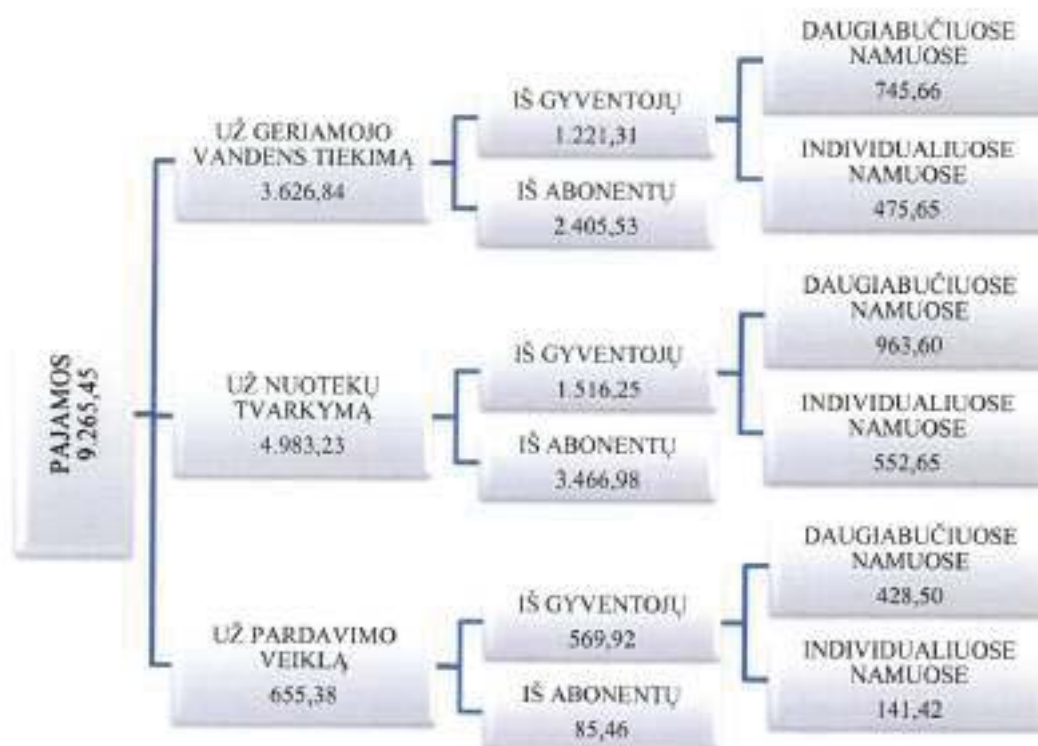 PAJAMOS
9.265,45
UŽ GERIAMOJO
VANDENS TIEKIMĄ
3.626,84
IŠ GYVENTOJŲ
1.221,31
DAUGIABUČIUOSE
NAMUOSE
745,66
INDIVIDUALIUOSE
NAMUOSE
475,65
IŠ ABONENTŲ
2.405,53
UŽ NUOTEKŲ
TVARKYMĄ
4.983,23
IŠ GYVENTOJŲ
1.516,25
DAUGIABUČIUOSE
NAMUOSE
963,60
INDIVIDUALIUOSE
NAMUOSE
552,65
IŠ ABONENTŲ
3.466,98
UŽ PARDAVIMO
VEIKLĄ
655,38
IŠ GYVENTOJŲ
569,92
DAUGIABUČIUOSE
NAMUOSE
428,50
INDIVIDUALIUOSE
NAMUOSE
141,42
IŠ ABONENTŲ
85,46